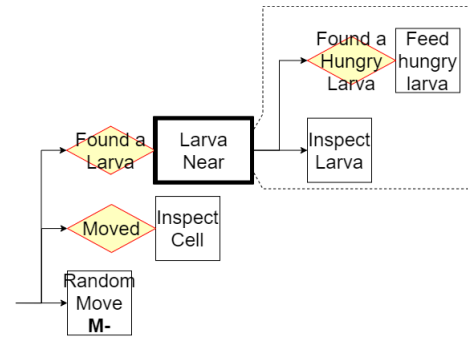 Found a
Hungry
Larva
Feed
hungry
larva
Found a
Larva
Larva
Near
Inspect
Larva
Moved
Inspect
Cell
Random
Move
M-